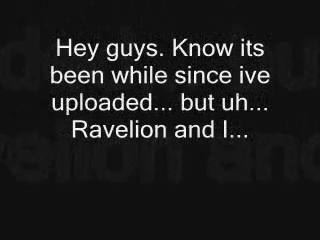 Hey guys. Know its
been while since ive
uploaded... but uh...
Ravelion and I...